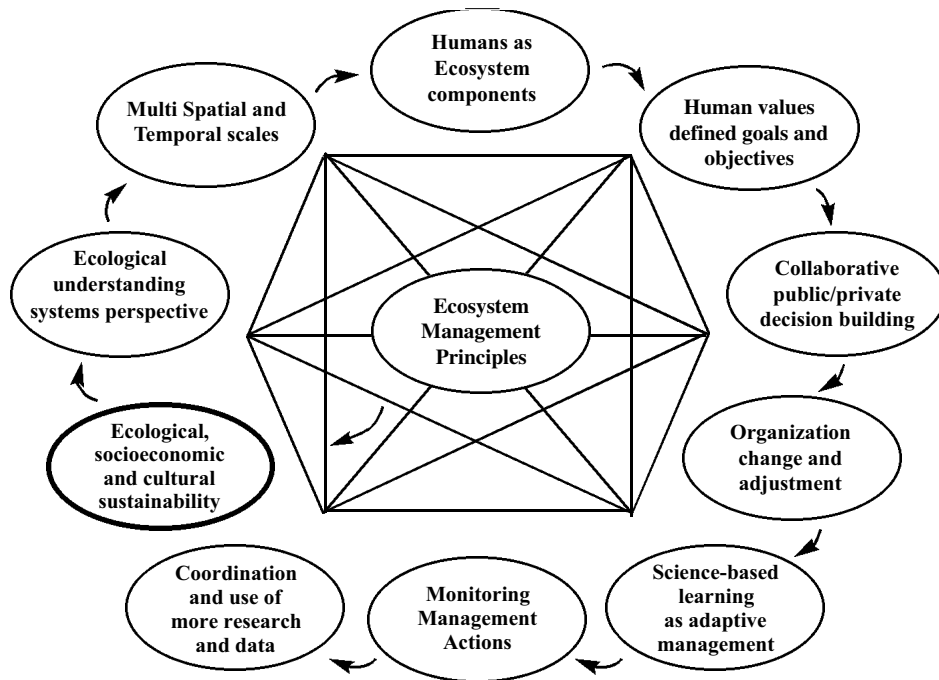 Humans as
Ecosystem
components
Human values
defined goals and
objectives
Collaborative
public/private
decision building
Organization
change and
adjustment
Science-based
learning
as adaptive
management
Monitoring
Management
Actions
Coordination
and use of
more research
and data
Ecological,
socioeconomic
and cultural
sustainability
Ecological
understanding
systems perspective
Multi Spatial and
Temporal scales
Ecosystem
Management
Principles